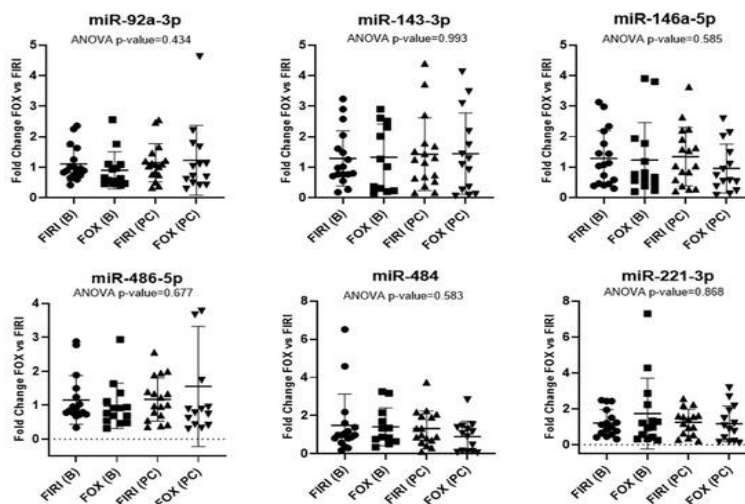 miR-92a-3p
ANOVA p-value=0.434
Fold Change FOX vs FIRI
5
4
3
2
1
0
FIRI (B)
FOX (B)
FIRI (PC)
FOX (PC)
miR-143-3p
ANOVA p-value=0.993
Fold Change FOX vs FIRI
5
4
3
2
1
0
FIRI (B)
FOX (B)
FIRI (PC)
FOX (PC)
miR-146a-5p
ANOVA p-value=0.585
Fold Change FOX vs FIRI
5
4
3
2
1
0
FIRI (B)
FOX (B)
FIRI (PC)
FOX (PC)
miR-486-5p
ANOVA p-value=0.677
Fold Change FOX vs FIRI
4
3
2
1
0
FIRI (B)
FOX (B)
FIRI (PC)
FOX (PC)
miR-484
ANOVA p-value=0.583
Fold Change FOX vs FIRI
8
6
4
2
0
FIRI (B)
FOX (B)
FIRI (PC)
FOX (PC)
miR-221-3p
ANOVA p-value=0.868
Fold Change FOX vs FIRI
8
6
4
2
0
FIRI (B)
FOX (B)
FIRI (PC)
FOX (PC)